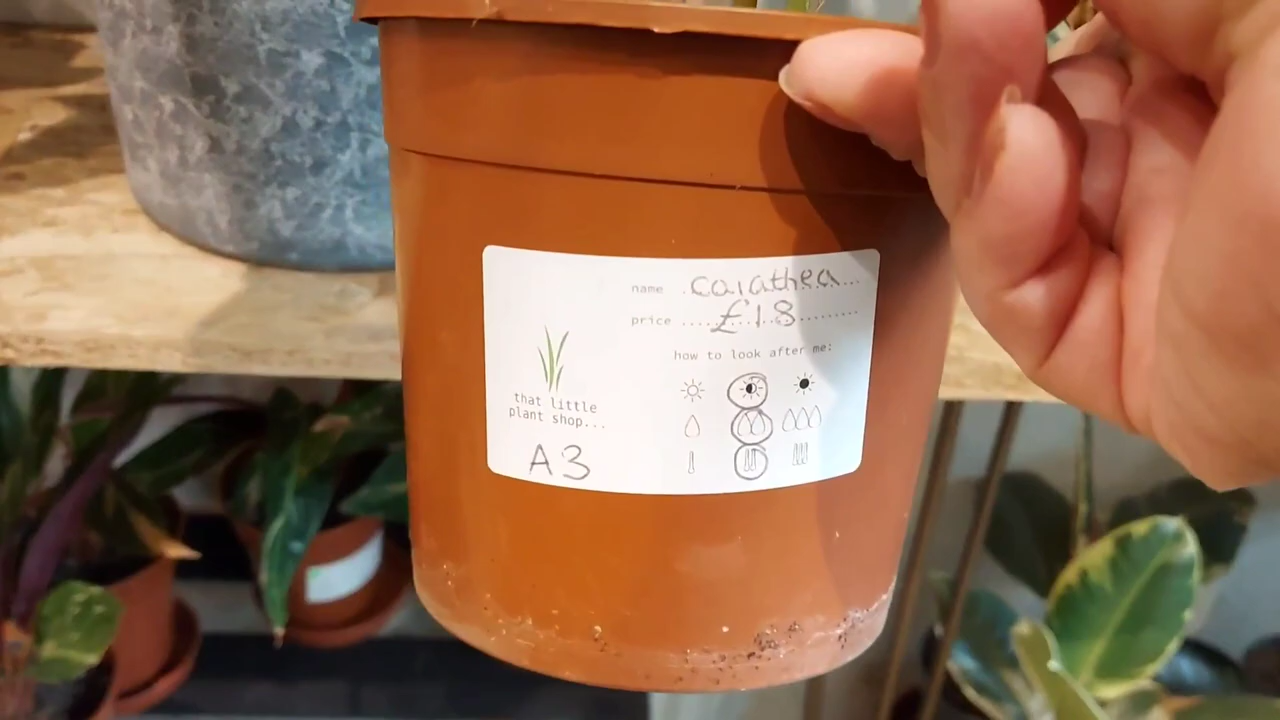 name calathea
price £18
how to look after me:
that little
plant shop...
A3